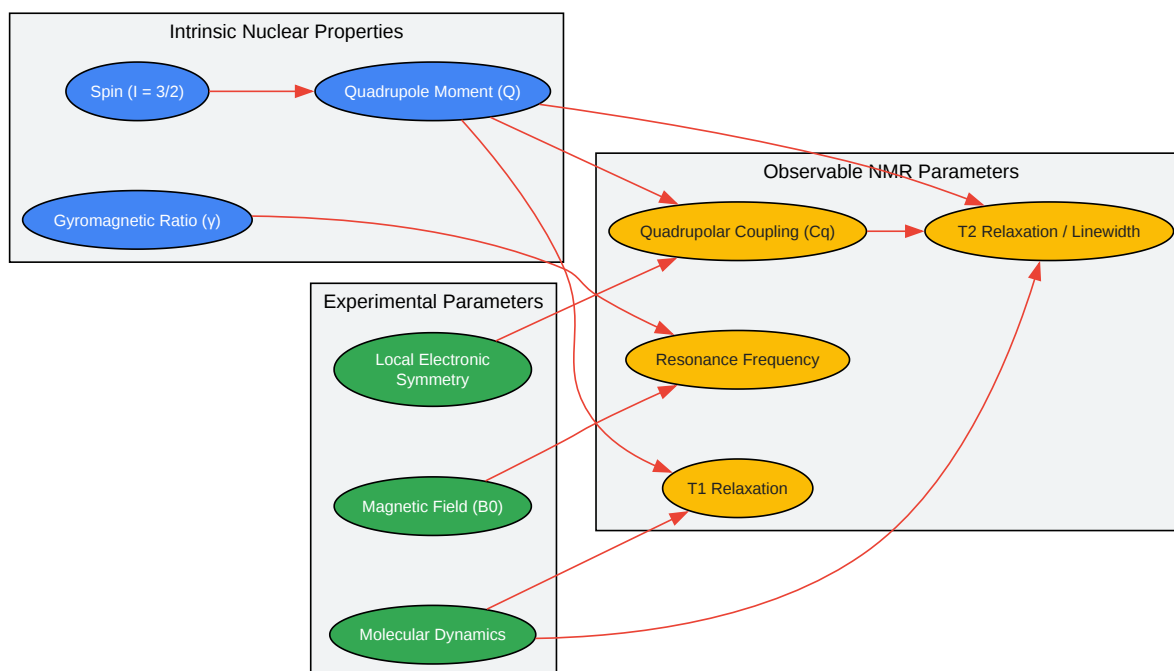 Intrinsic Nuclear Properties
Spin (I = 3/2)
Quadrupole Moment (Q)
Gyromagnetic Ratio (γ)
Observable NMR Parameters
Quadrupolar Coupling (Cq)
T2 Relaxation / Linewidth
Resonance Frequency
T1 Relaxation
Experimental Parameters
Local Electronic
Symmetry
Magnetic Field (B0)
Molecular Dynamics